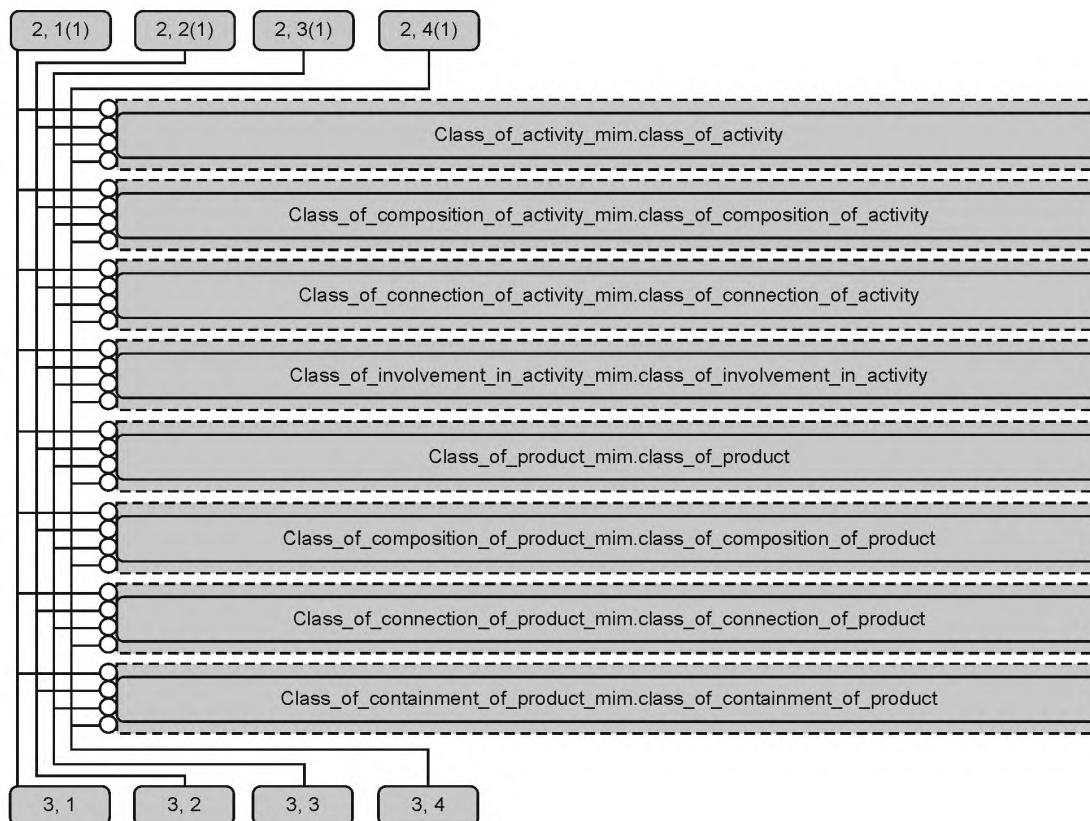 2, 1(1) 2, 2(1) 2, 3(1) 2, 4(1)
Class_of_activity_mim.class_of_activity
Class_of_composition_of_activity_mim.class_of_composition_of_activity
Class_of_connection_of_activity_mim.class_of_connection_of_activity
Class_of_involvement_in_activity_mim.class_of_involvement_in_activity
Class_of_product_mim.class_of_product
Class_of_composition_of_product_mim.class_of_composition_of_product
Class_of_connection_of_product_mim.class_of_connection_of_product
Class_of_containment_of_product_mim.class_of_containment_of_product
3, 1 3, 2 3, 3 3, 4